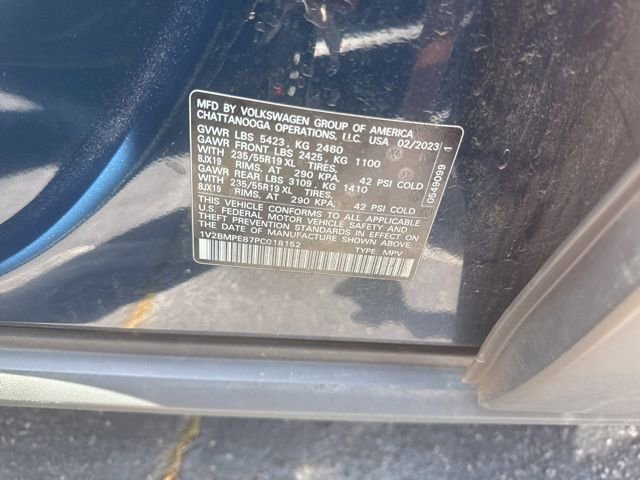 MFD BY VOLKSWAGEN GROUP OF AMERICA
CHATTANOOGA OPERATIONS, LLC. USA 02/2023
GVWR LBS 5423, KG 2460
GAWR FRONT LBS 2425, KG 1100
WITH 235/55R19 XL TIRES,
8JX19 RIMS, AT 290 KPA, 42 PSI COLD
GAWR REAR LBS 3109, KG 1410
WITH 235/55R19 XL TIRES,
8JX19 RIMS, AT 290 KPA, 42 PSI COLD
THIS VEHICLE CONFORMS TO ALL APPLICABLE
U.S. FEDERAL MOTOR VEHICLE SAFETY AND
THEFT PREVENTION STANDARDS IN EFFECT ON
THE DATE OF MANUFACTURE SHOWN ABOVE.
1V2BMPE87PC018152 TYPE: MPV
0549099 1